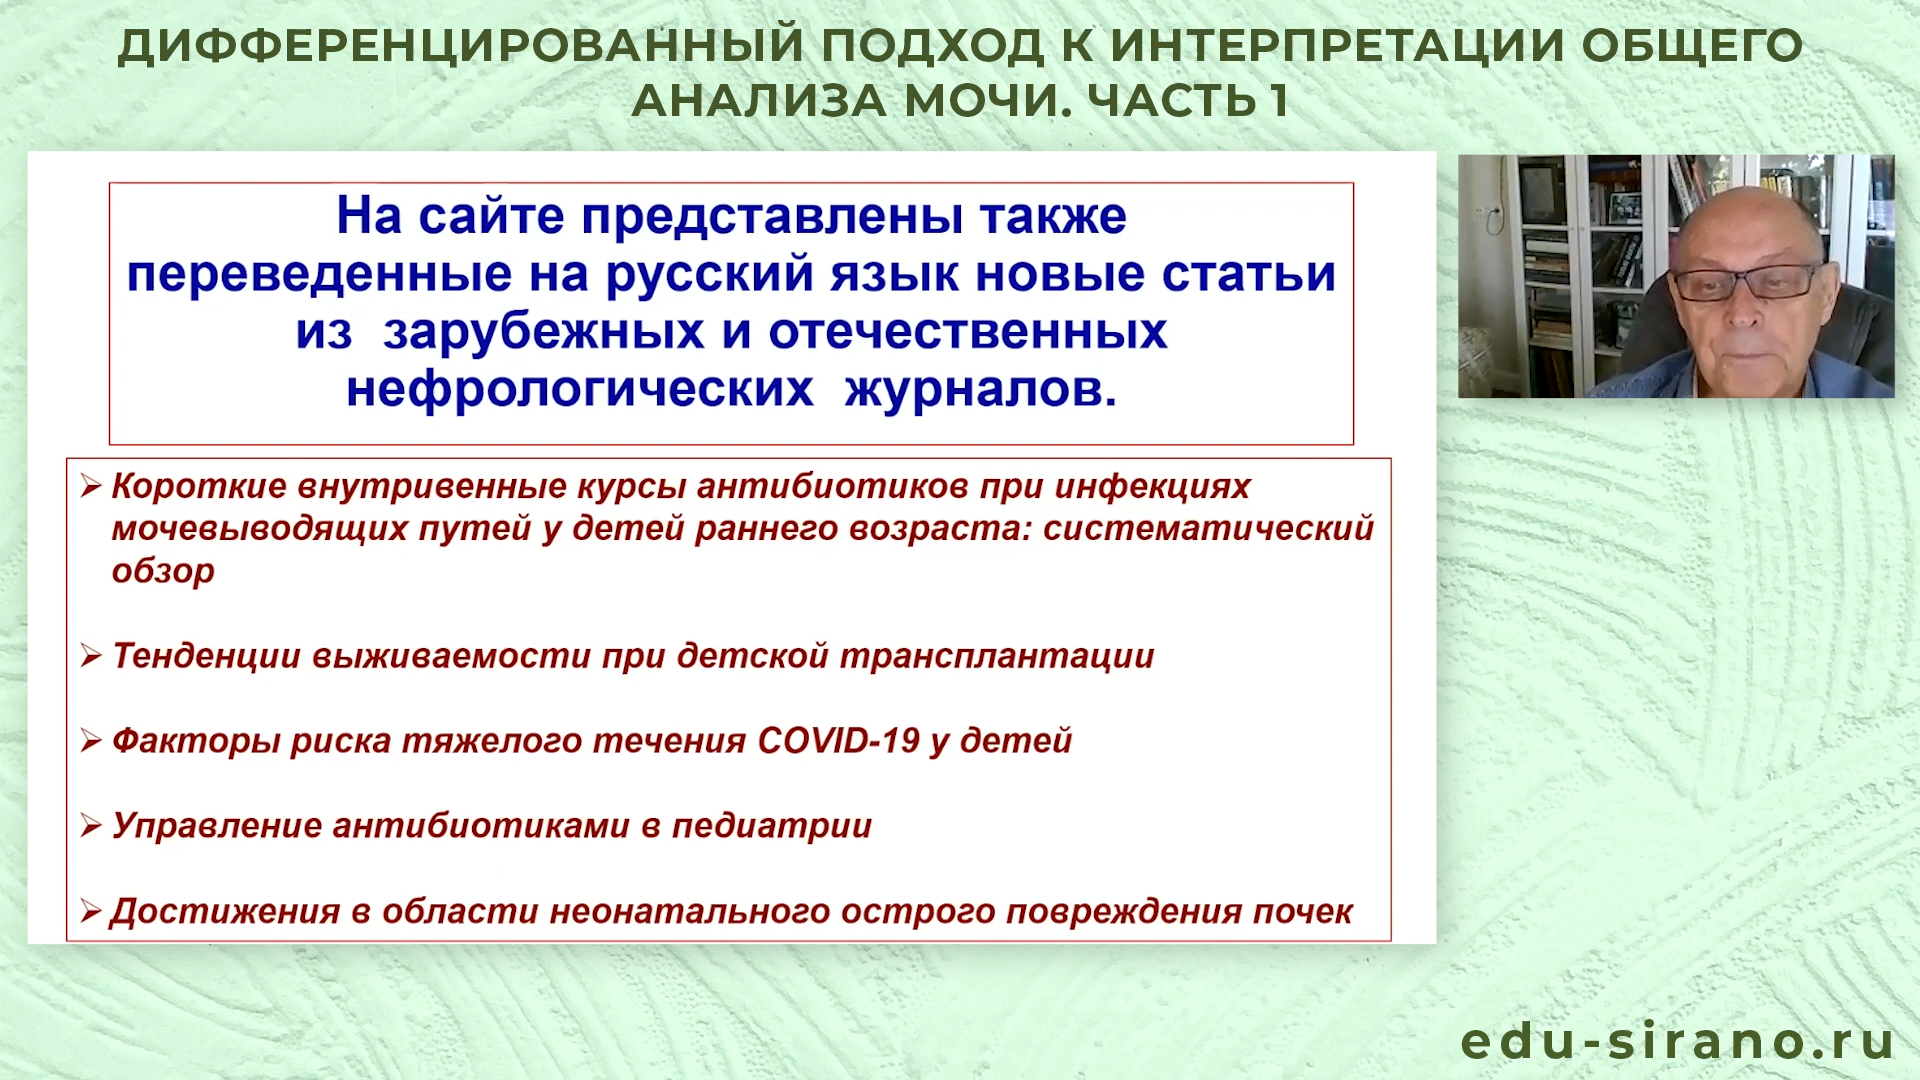 ДИФФЕРЕНЦИРОВАННЫЙ ПОДХОД К ИНТЕРПРЕТАЦИИ ОБЩЕГО
АНАЛИЗА МОЧИ. ЧАСТЬ 1
На сайте представлены также
переведенные на русский язык новые статьи
из зарубежных и отечественных
нефрологических журналов.
➢ Короткие внутривенные курсы антибиотиков при инфекциях
мочевыводящих путей у детей раннего возраста: систематический
обзор
➢ Тенденции выживаемости при детской трансплантации
➢ Факторы риска тяжелого течения COVID-19 у детей
➢ Управление антибиотиками в педиатрии
➢ Достижения в области неонатального острого повреждения почек
edu-sirano.ru